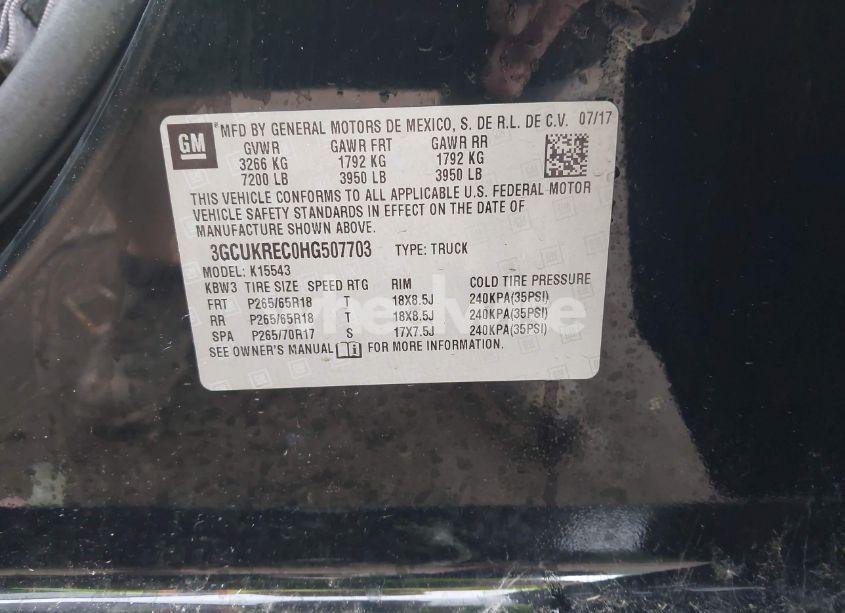 GM
MFD BY GENERAL MOTORS DE MEXICO, S. DE R.L. DE C.V. 07/17
GVWR GAWR FRT GAWR RR
3266 KG 1792 KG 1792 KG
7200 LB 3950 LB 3950 LB
THIS VEHICLE CONFORMS TO ALL APPLICABLE U.S. FEDERAL MOTOR
VEHICLE SAFETY STANDARDS IN EFFECT ON THE DATE OF
MANUFACTURE SHOWN ABOVE.
3GCUKREC0HG507703 TYPE: TRUCK
MODEL: K15543
KBW3 TIRE SIZE SPEED RTG RIM COLD TIRE PRESSURE
FRT P265/65R18 T 18X8.5J 240KPA(35PSI)
RR P265/65R18 T 18X8.5J 240KPA(35PSI)
SPA P265/70R17 S 17X7.5J 240KPA(35PSI)
SEE OWNER'S MANUAL FOR MORE INFORMATION.